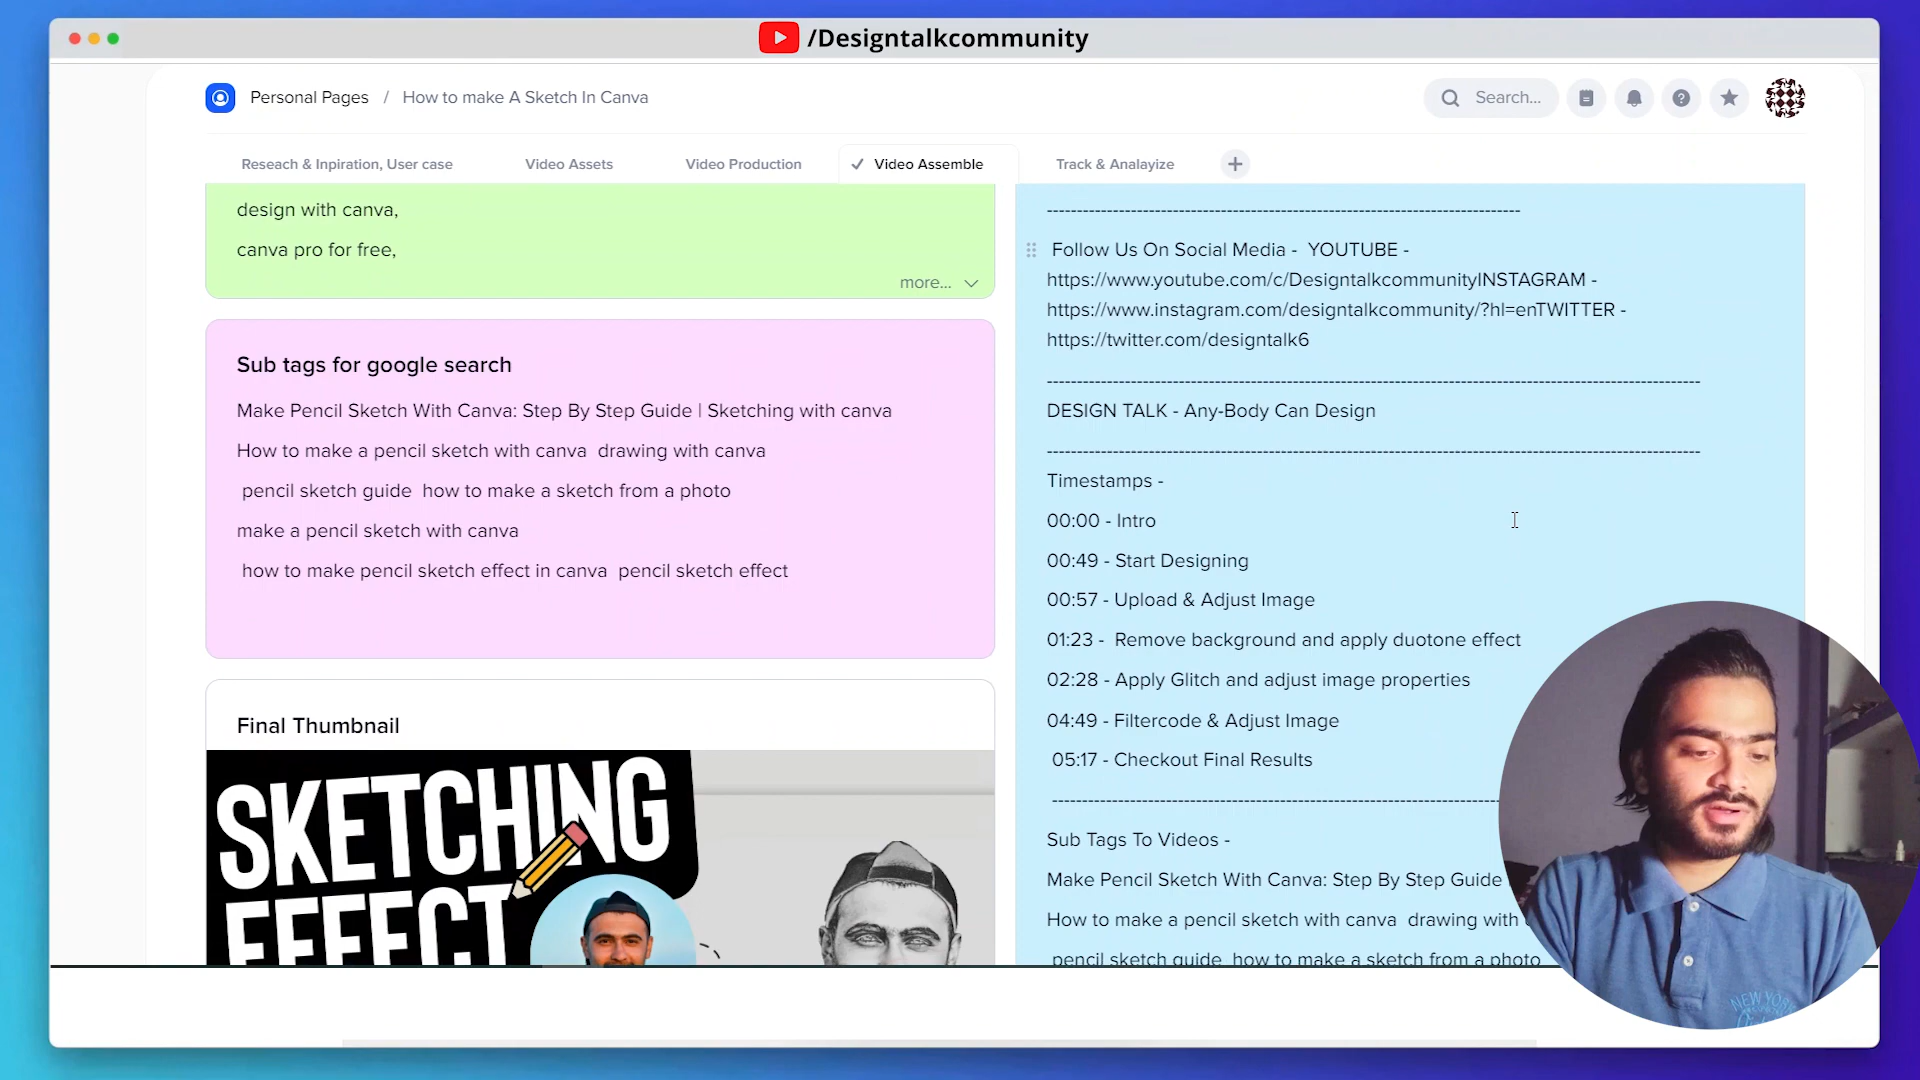 /Designtalkcommunity
Personal Pages / How to make A Sketch In Canva
Search...
Reseach & Inpiration, User case
Video Assets
Video Production
Video Assemble
Track & Analayize
design with canva,
canva pro for free,
more...
Sub tags for google search
Make Pencil Sketch With Canva: Step By Step Guide | Sketching with canva
How to make a pencil sketch with canva  drawing with canva
pencil sketch guide  how to make a sketch from a photo
make a pencil sketch with canva
how to make pencil sketch effect in canva  pencil sketch effect
Final Thumbnail
SKETCHING
EFFECT
-------------------------------------------------------------------------------
Follow Us On Social Media -  YOUTUBE -
https://www.youtube.com/c/DesigntalkcommunityINSTAGRAM -
https://www.instagram.com/designtalkcommunity/?hl=enTWITTER -
https://twitter.com/designtalk6
-------------------------------------------------------------------------------------------------------------
DESIGN TALK - Any-Body Can Design
-------------------------------------------------------------------------------------------------------------
Timestamps -
00:00 - Intro
00:49 - Start Designing
00:57 - Upload & Adjust Image
01:23 -  Remove background and apply duotone effect
02:28 - Apply Glitch and adjust image properties
04:49 - Filtercode & Adjust Image
05:17 - Checkout Final Results
---------------------------------------------------------------------------
Sub Tags To Videos -
Make Pencil Sketch With Canva: Step By Step Guide
How to make a pencil sketch with canva  drawing with
pencil sketch guide  how to make a sketch from a photo
NEW YORK